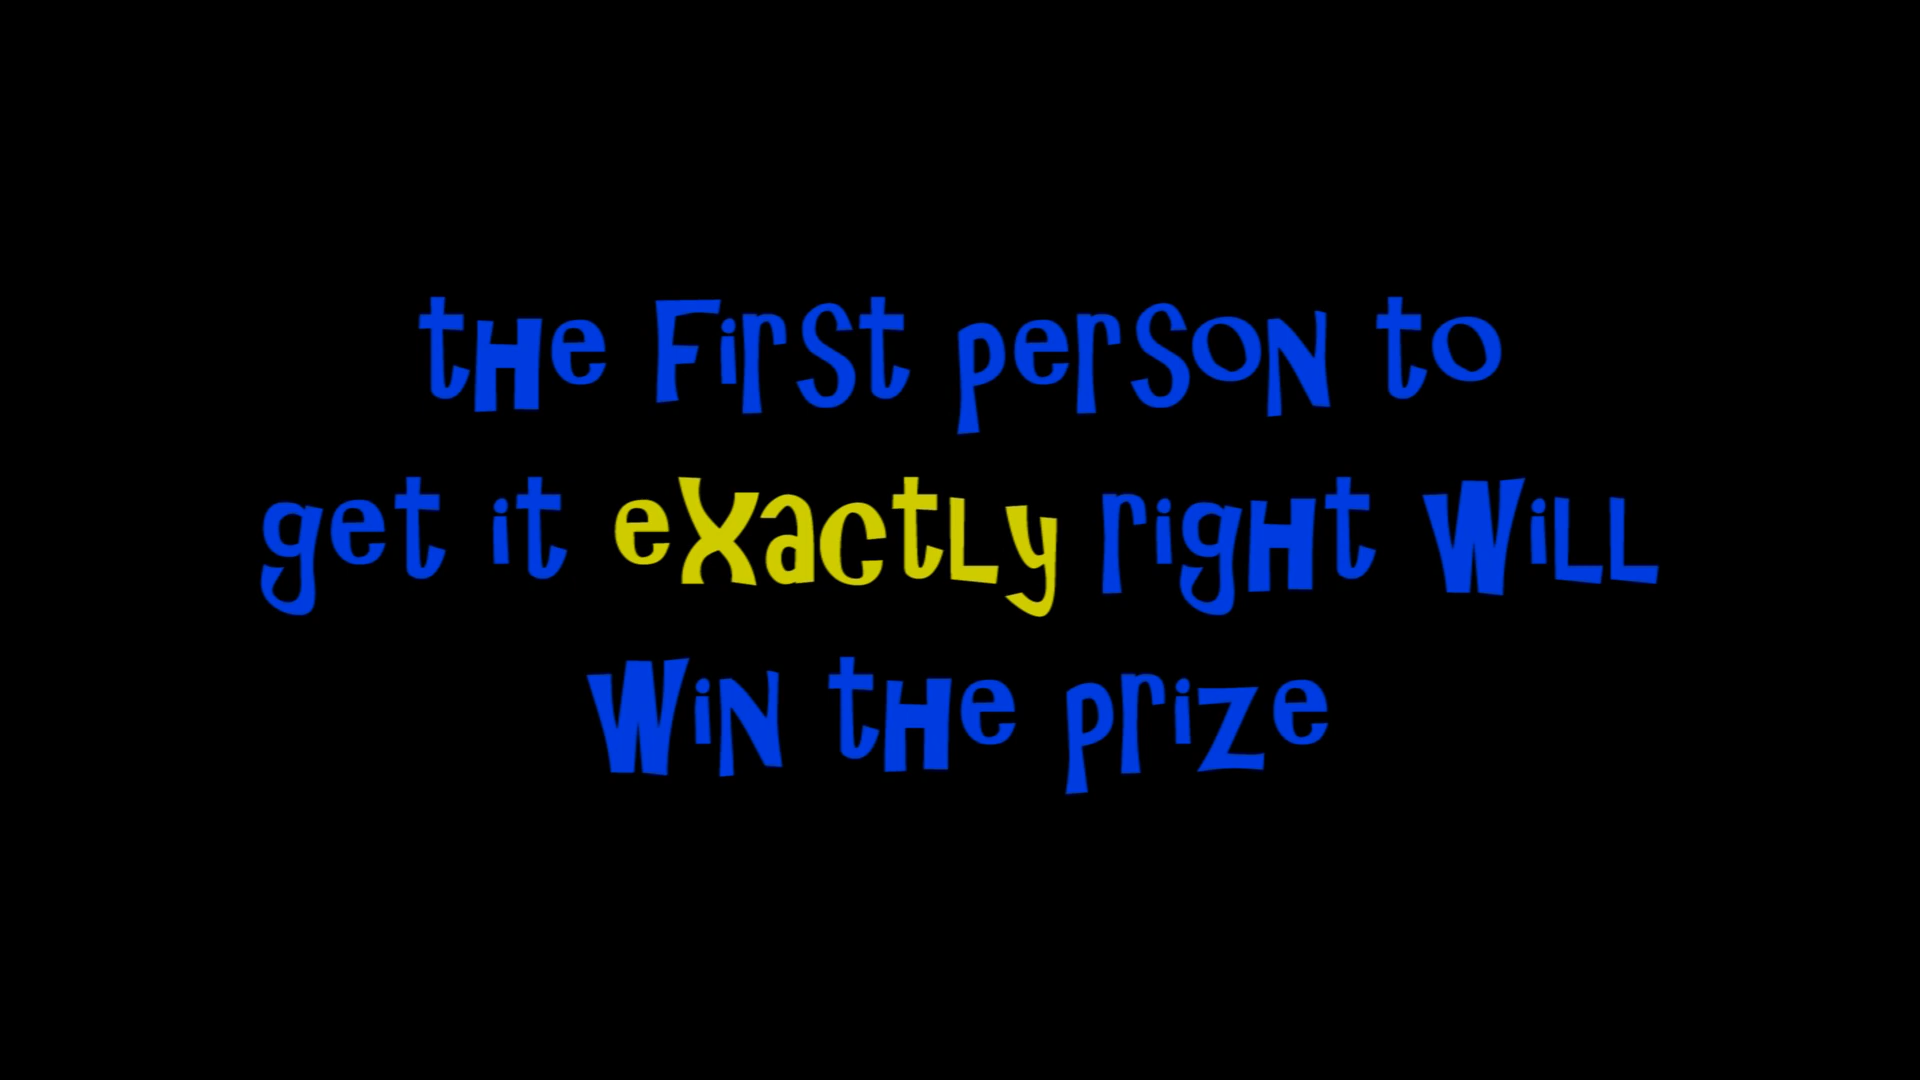 the First person to
get it exactly right will
win the prize